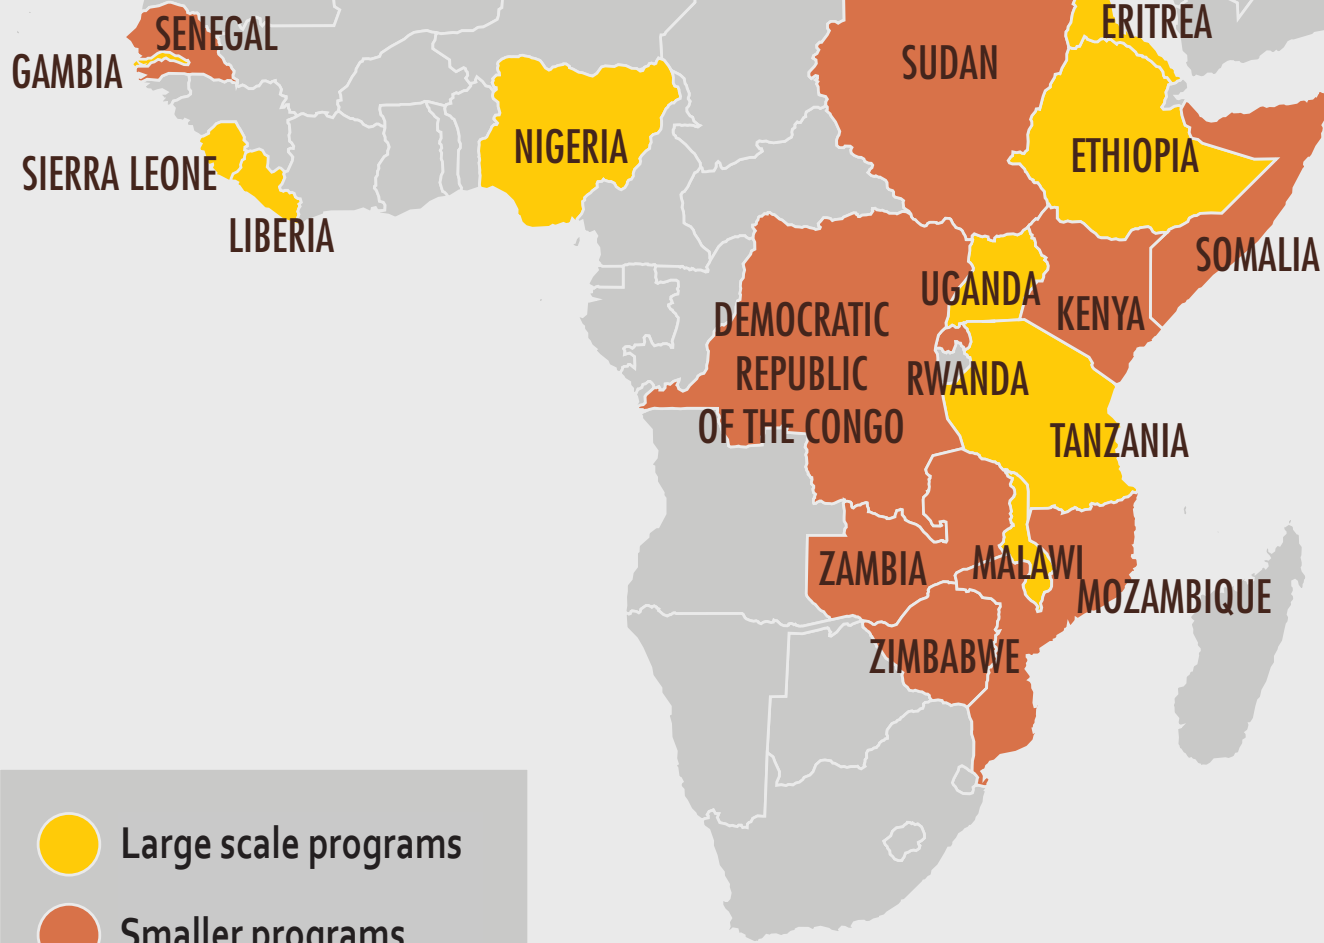 SENEGAL
ERITREA
GAMBIA
SUDAN
NIGERIA
ETHIOPIA
SIERRA LEONE
LIBERIA
SOMALIA
UGANDA
KENYA
DEMOCRATIC
REPUBLIC
OF THE CONGO
RWANDA
TANZANIA
ZAMBIA
MALAWI
MOZAMBIQUE
ZIMBABWE
Large scale programs
Smaller programs